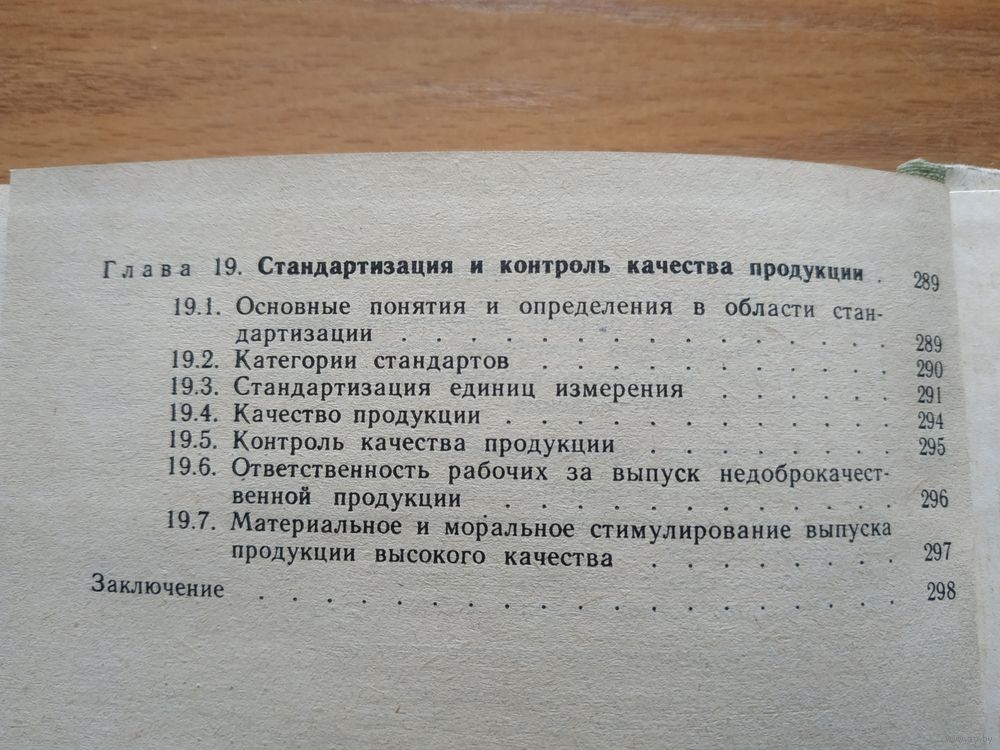 Глава 19. Стандартизация и контроль качества продукции . 289
19.1. Основные понятия и определения в области стан-
дартизации . . . . . . . . . . . . . . 289
19.2. Категории стандартов . . . . . . . . . . 290
19.3. Стандартизация единиц измерения . . . . . . 291
19.4. Качество продукции . . . . . . . . . . . 294
19.5. Контроль качества продукции . . . . . . . 295
19.6. Ответственность рабочих за выпуск недоброкачест-
венной продукции . . . . . . . . . . . . 296
19.7. Материальное и моральное стимулирование выпуска
продукции высокого качества . . . . . . . 297
Заключение . . . . . . . . . . . . . . . . . . 298